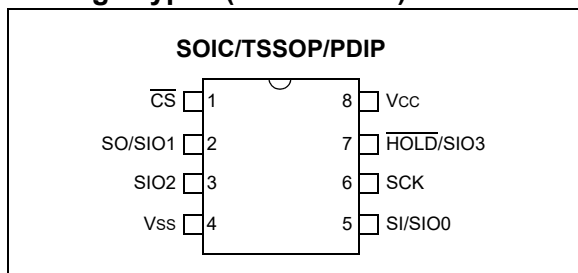 SOIC/TSSOP/PDIP
CS 1 8 Vcc
SO/SIO1 2 7 HOLD/SIO3
SIO2 3 6 SCK
Vss 4 5 SI/SIO0